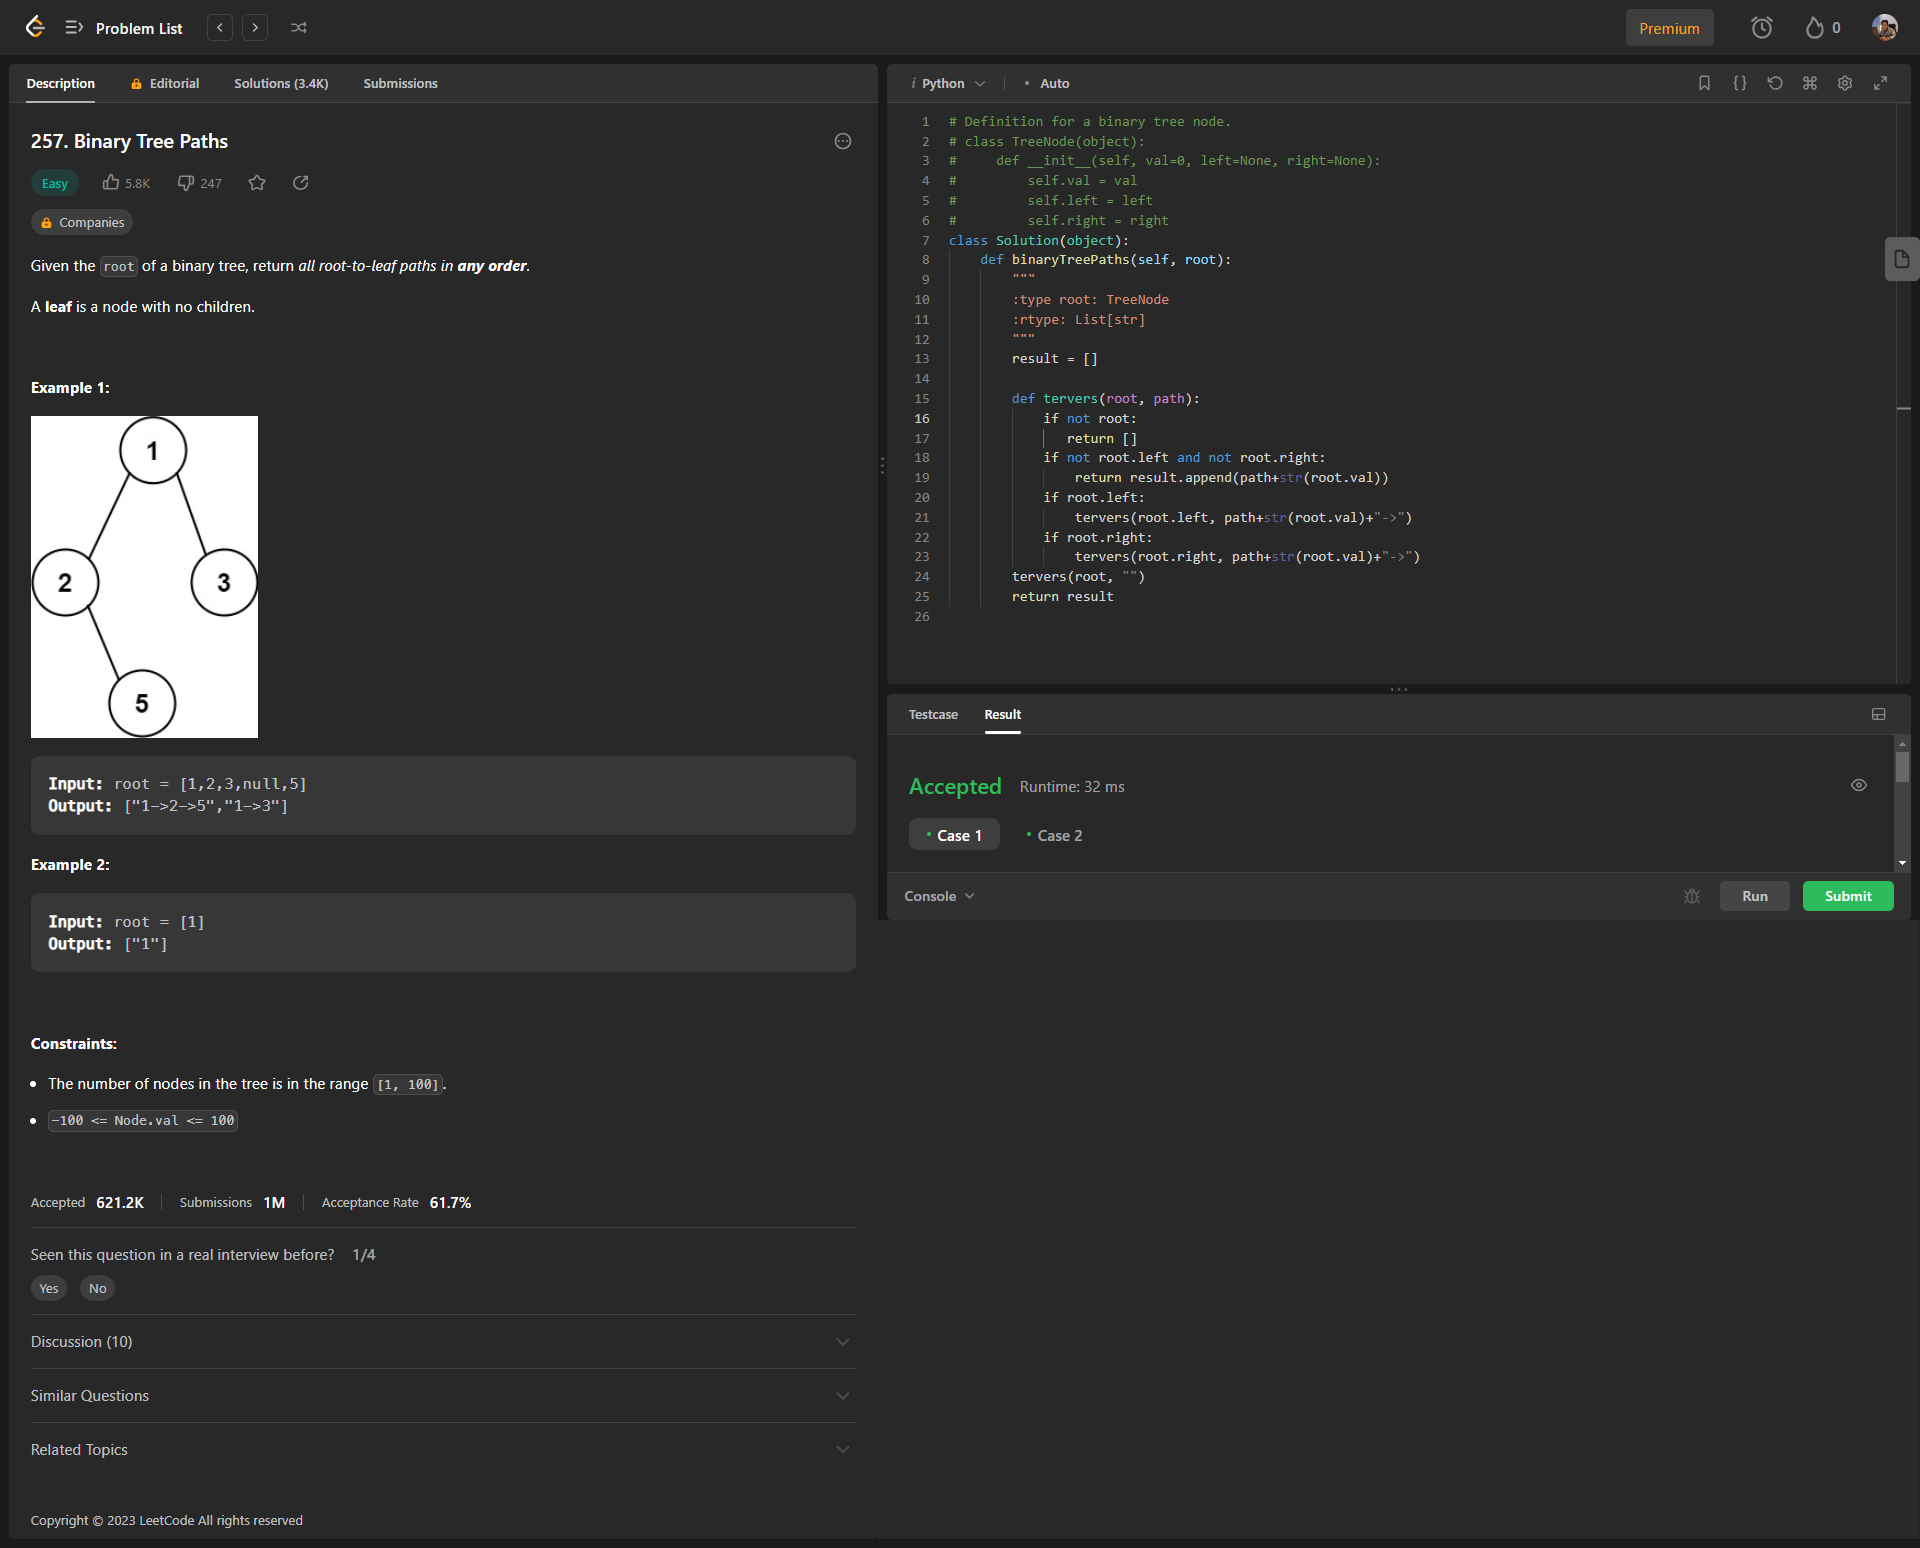 Problem List
Premium
0
Description
Editorial
Solutions (3.4K)
Submissions
257. Binary Tree Paths
Easy
5.8K
247
Companies
Given the root of a binary tree, return all root-to-leaf paths in any order.
A leaf is a node with no children.
Example 1:
1
2
3
5
Input: root = [1,2,3,null,5]
Output: ["1->2->5","1->3"]
Example 2:
Input: root = [1]
Output: ["1"]
Constraints:
The number of nodes in the tree is in the range [1, 100].
-100 <= Node.val <= 100
Accepted 621.2K
Submissions 1M
Acceptance Rate 61.7%
Seen this question in a real interview before? 1/4
Yes
No
Discussion (10)
Similar Questions
Related Topics
Copyright © 2023 LeetCode All rights reserved
i Python
Auto
1 # Definition for a binary tree node.
2 # class TreeNode(object):
3 #     def __init__(self, val=0, left=None, right=None):
4 #         self.val = val
5 #         self.left = left
6 #         self.right = right
7 class Solution(object):
8     def binaryTreePaths(self, root):
9         """
10         :type root: TreeNode
11         :rtype: List[str]
12         """
13         result = []
14
15         def tervers(root, path):
16             if not root:
17                return []
18             if not root.left and not root.right:
19                 return result.append(path+str(root.val))
20             if root.left:
21                 tervers(root.left, path+str(root.val)+"->")
22             if root.right:
23                 tervers(root.right, path+str(root.val)+"->")
24         tervers(root, "")
25         return result
26
Testcase
Result
Accepted
Runtime: 32 ms
Case 1
Case 2
Console
Run
Submit